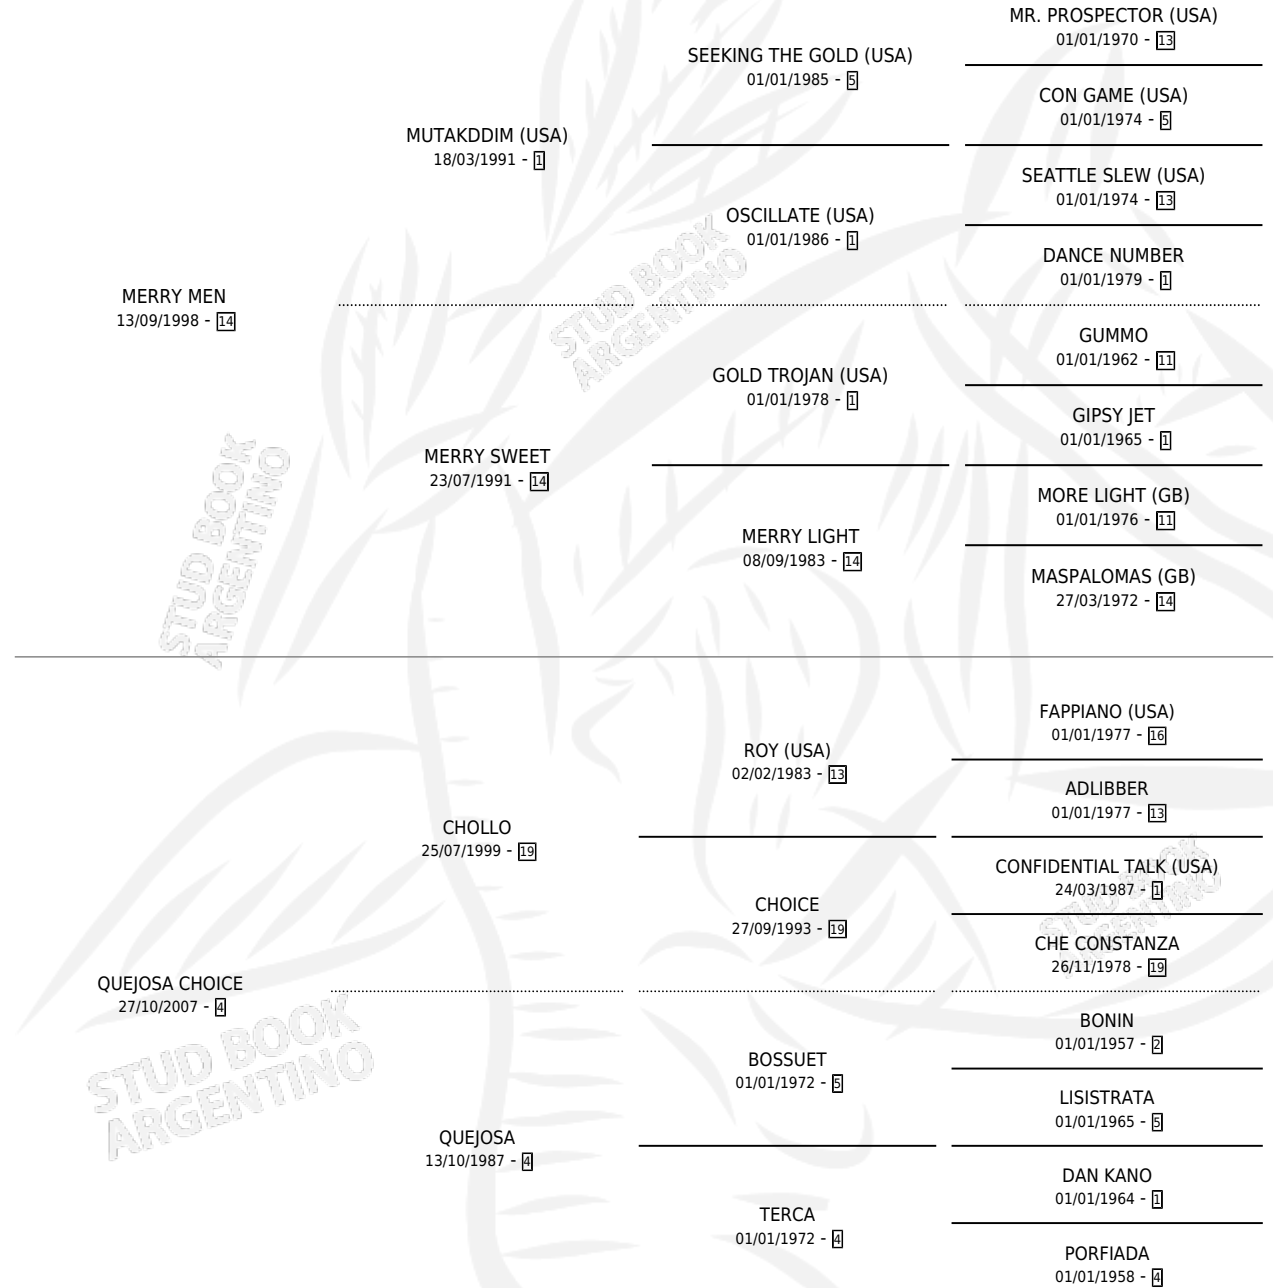 MR. PROSPECTOR (USA)
01/01/1970 - 13
SEEKING THE GOLD (USA)
01/01/1985 - 5
CON GAME (USA)
01/01/1974 - 5
MUTAKDDIM (USA)
18/03/1991 - 1
SEATTLE SLEW (USA)
01/01/1974 - 13
OSCILLATE (USA)
01/01/1986 - 1
DANCE NUMBER
01/01/1979 - 1
MERRY MEN
13/09/1998 - 14
GUMMO
01/01/1962 - 11
GOLD TROJAN (USA)
01/01/1978 - 1
GIPSY JET
01/01/1965 - 1
MERRY SWEET
23/07/1991 - 14
MORE LIGHT (GB)
01/01/1976 - 11
MERRY LIGHT
08/09/1983 - 14
MASPALOMAS (GB)
27/03/1972 - 14
STUD BOOK
ARGENTINO
STUD BOOK
ARGENTINO
FAPPIANO (USA)
01/01/1977 - 16
ROY (USA)
02/02/1983 - 13
ADLIBBER
01/01/1977 - 13
CHOLLO
25/07/1999 - 19
CONFIDENTIAL TALK (USA)
24/03/1987 - 1
CHOICE
27/09/1993 - 19
CHE CONSTANZA
26/11/1978 - 19
STUD BOOK
ARGENTINO
QUEJOSA CHOICE
27/10/2007 - 4
BONIN
01/01/1957 - 2
BOSSUET
01/01/1972 - 5
LISISTRATA
01/01/1965 - 5
STUD BOOK
ARGENTINO
QUEJOSA
13/10/1987 - 4
DAN KANO
01/01/1964 - 1
TERCA
01/01/1972 - 4
PORFIADA
01/01/1958 - 4